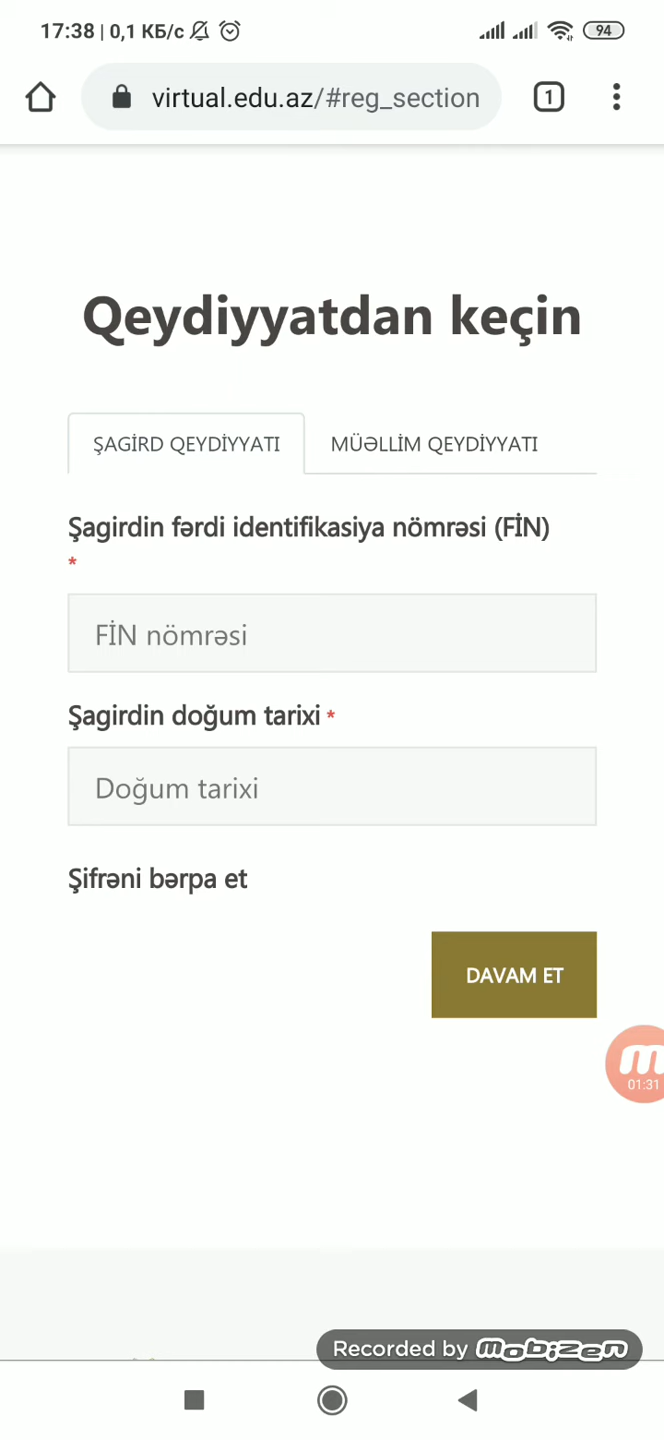 17:38 | 0,1 КБ/с
94
virtual.edu.az/#reg_section
1
Qeydiyyatdan keçin
ŞAGİRD QEYDİYYATI
MÜƏLLİM QEYDİYYATI
Şagirdin fərdi identifikasiya nömrəsi (FİN)
*
FİN nömrəsi
Şagirdin doğum tarixi *
Doğum tarixi
Şifrəni bərpa et
DAVAM ET
m
01:31
Recorded by mobizen